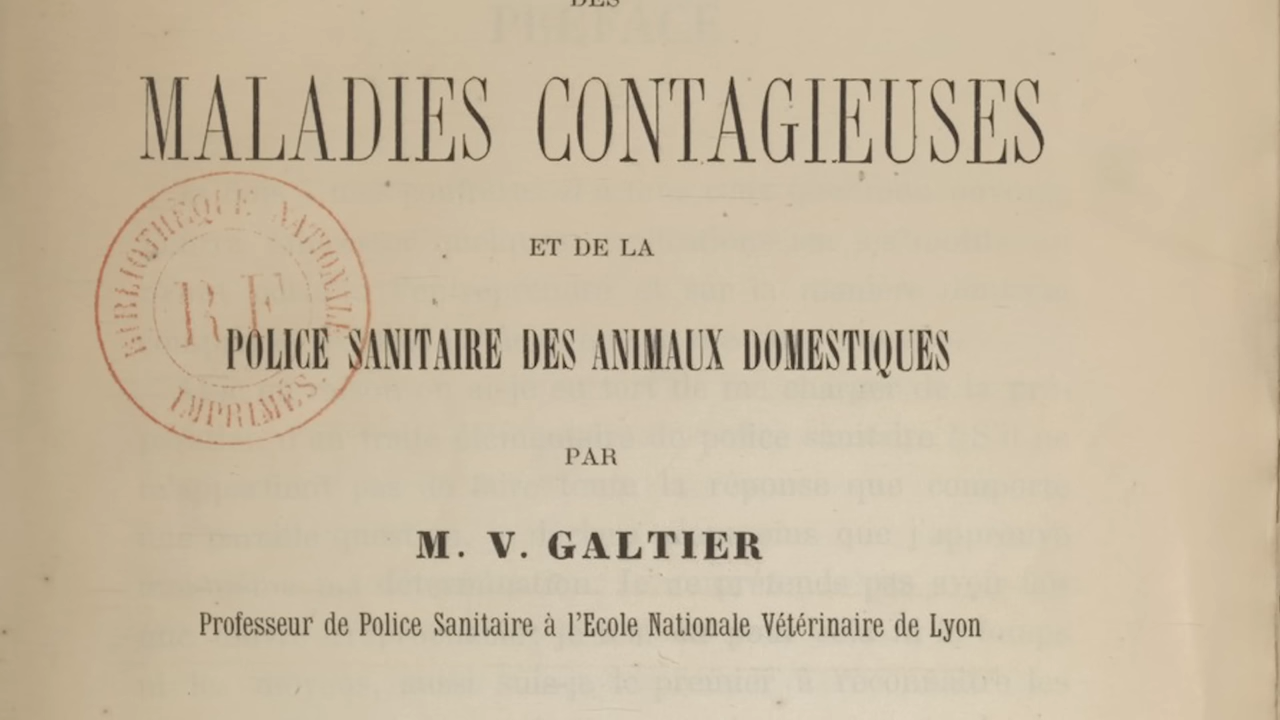 DES
MALADIES CONTAGIEUSES
ET DE LA
POLICE SANITAIRE DES ANIMAUX DOMESTIQUES
PAR
M. V. GALTIER
Professeur de Police Sanitaire à l'Ecole Nationale Vétérinaire de Lyon
BIBLIOTHÈQUE NATIONALE
R F
IMPRIMÉS